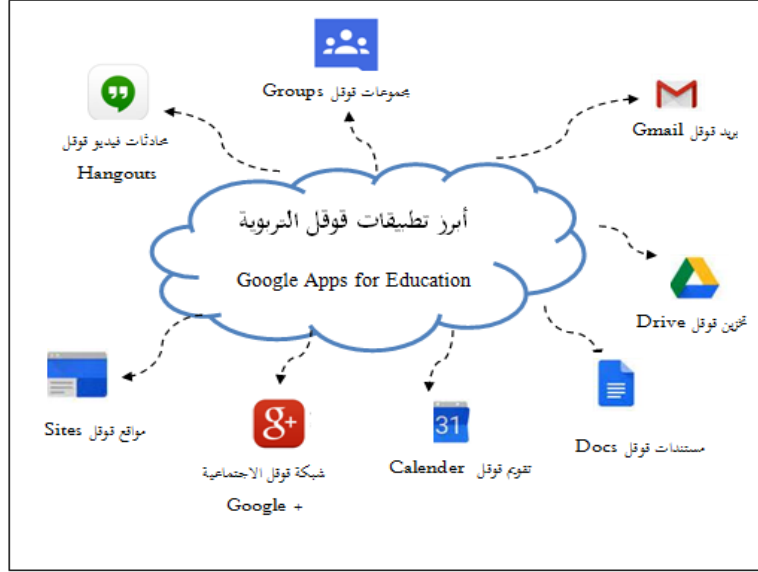 مجموعات قوقل Groups
محادثات فيديو قوقل
Hangouts
بريد قوقل Gmail
أبرز تطبيقات قوقل التربوية
Google Apps for Education
تخزين قوقل Drive
مستندات قوقل Docs
31
تقويم قوقل Calender
g+
شبكة قوقل الاجتماعية
Google +
مواقع قوقل Sites